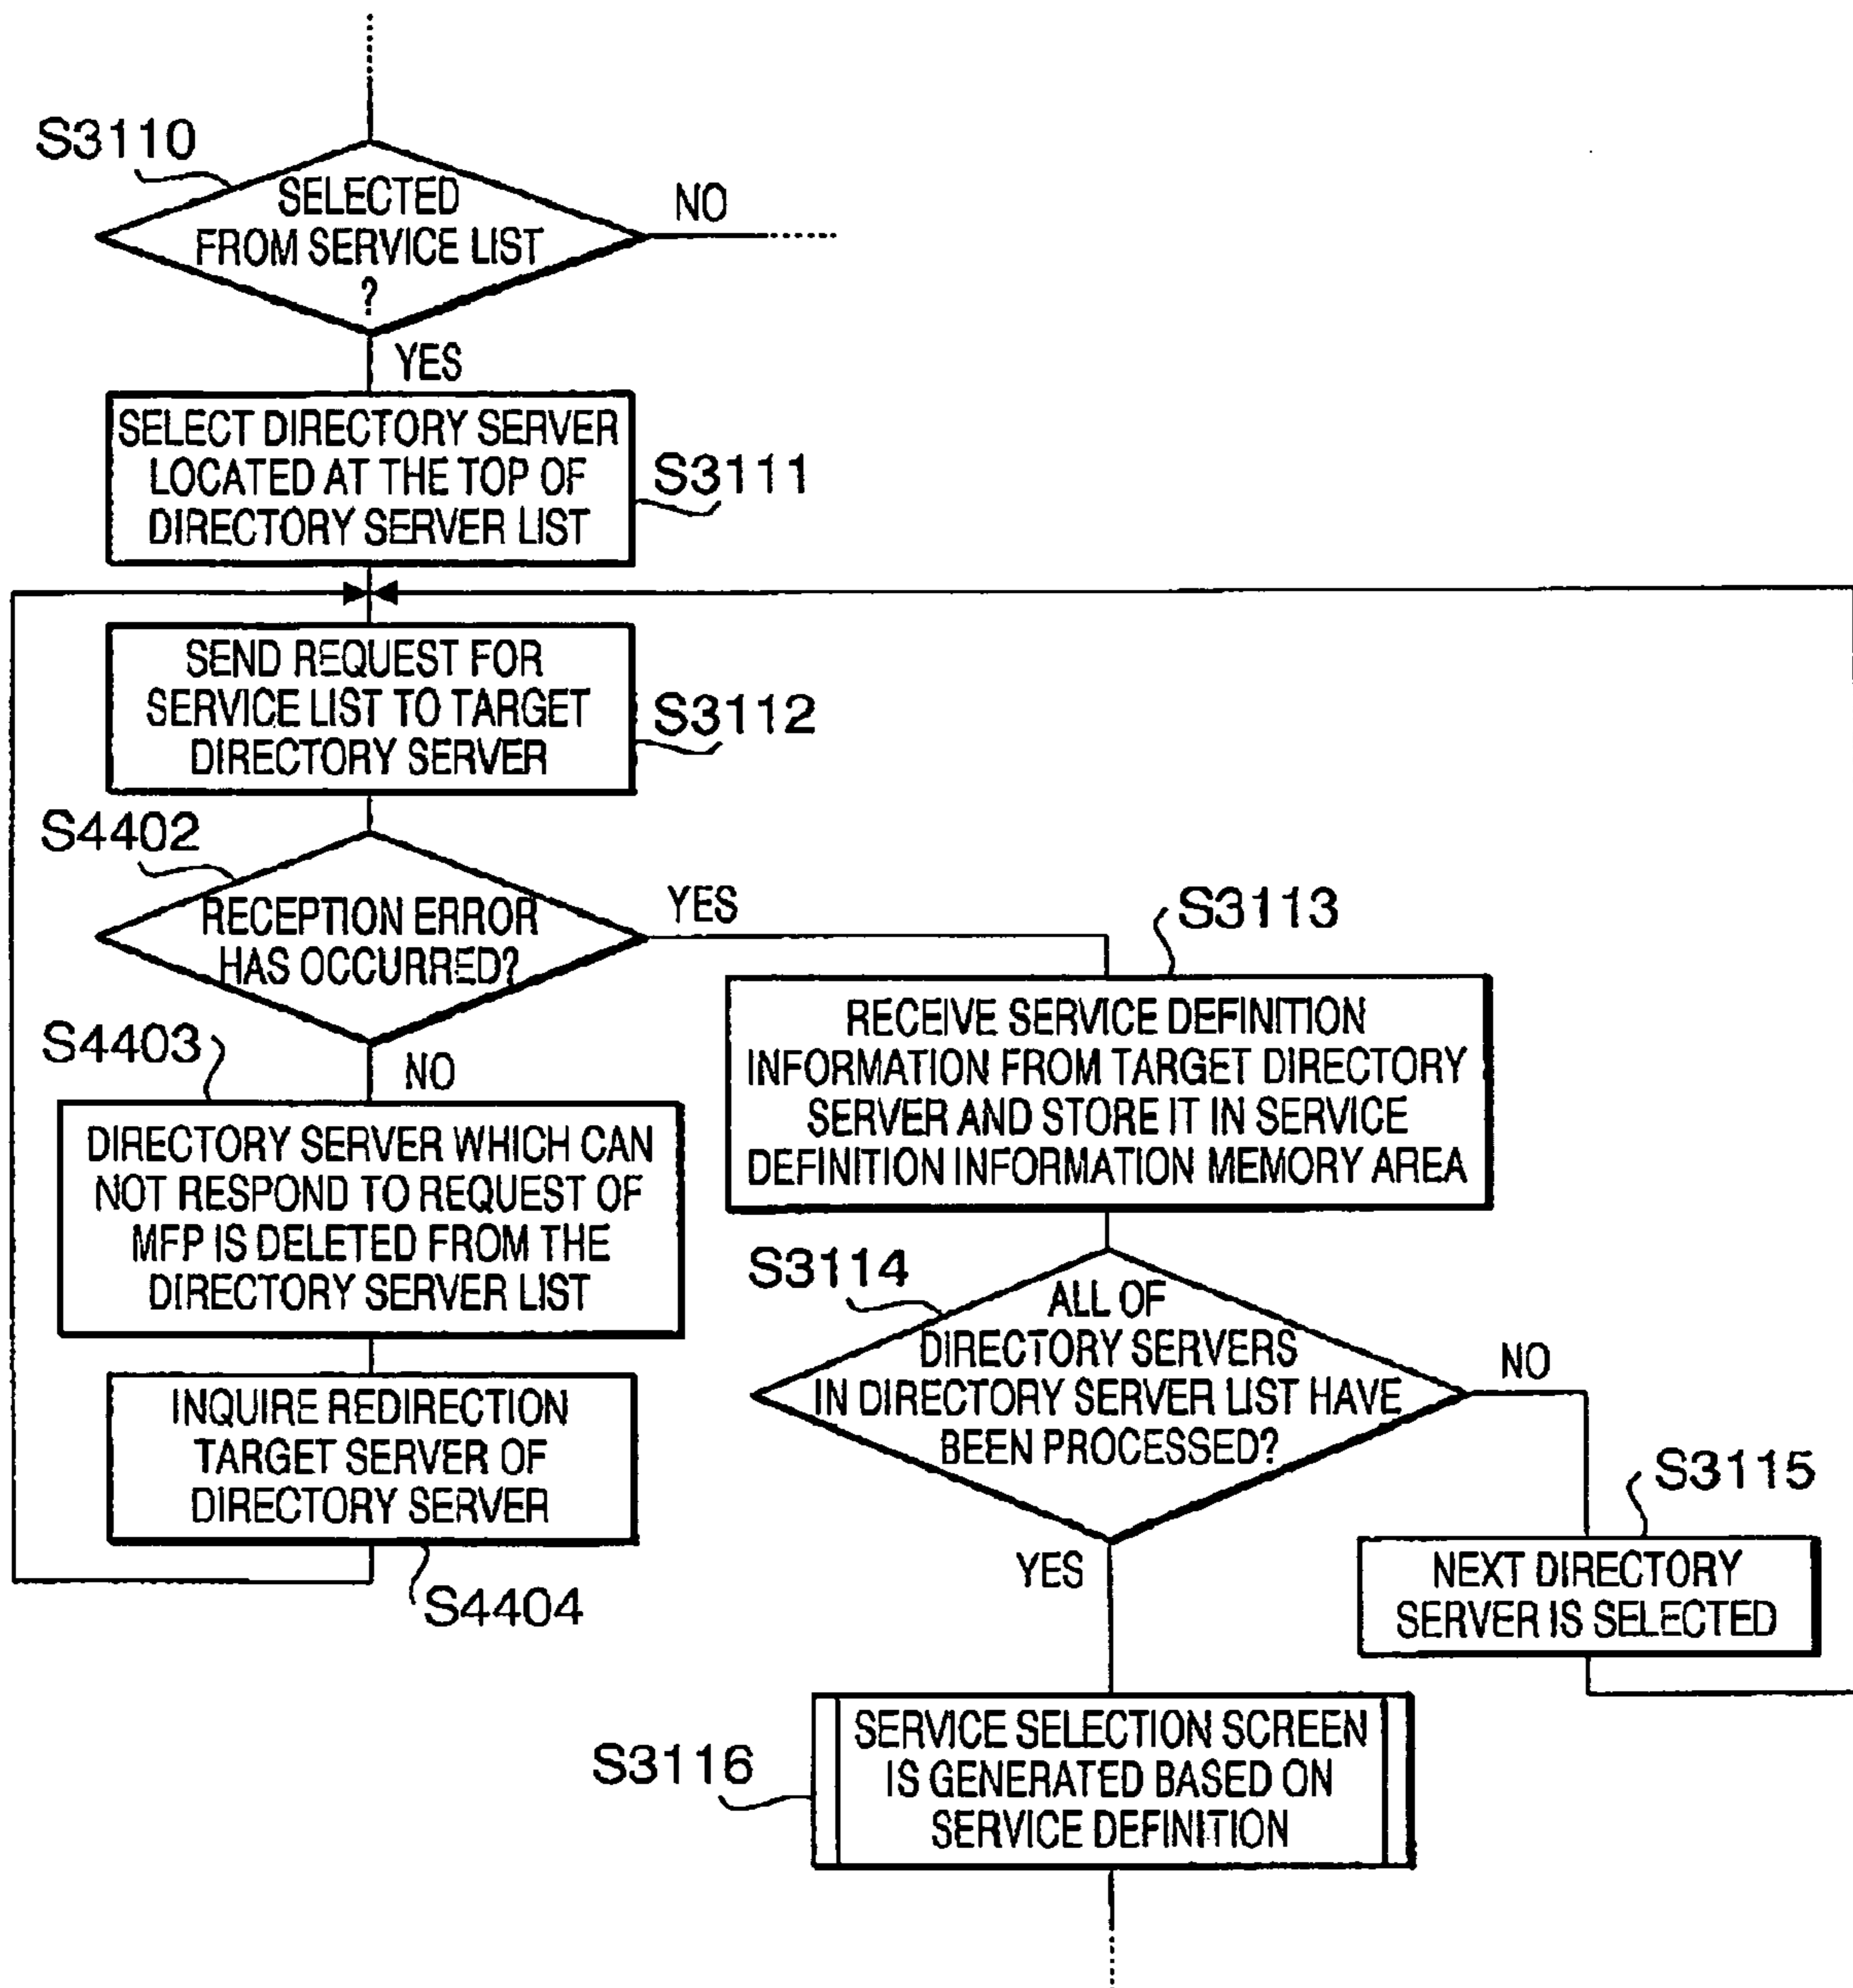 S3110
SELECTED
FROM SERVICE LIST
?
NO
YES
SELECT DIRECTORY SERVER
LOCATED AT THE TOP OF
DIRECTORY SERVER LIST
S3111
SEND REQUEST FOR
SERVICE LIST TO TARGET
DIRECTORY SERVER
S3112
S4402
RECEPTION ERROR
HAS OCCURRED?
YES
NO
S4403
DIRECTORY SERVER WHICH CAN
NOT RESPOND TO REQUEST OF
MFP IS DELETED FROM THE
DIRECTORY SERVER LIST
INQUIRE REDIRECTION
TARGET SERVER OF
DIRECTORY SERVER
S4404
S3113
RECEIVE SERVICE DEFINITION
INFORMATION FROM TARGET DIRECTORY
SERVER AND STORE IT IN SERVICE
DEFINITION INFORMATION MEMORY AREA
S3114
ALL OF
DIRECTORY SERVERS
IN DIRECTORY SERVER LIST HAVE
BEEN PROCESSED?
NO
YES
S3115
NEXT DIRECTORY
SERVER IS SELECTED
S3116
SERVICE SELECTION SCREEN
IS GENERATED BASED ON
SERVICE DEFINITION